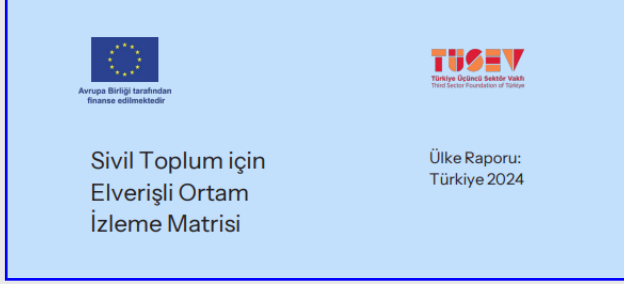 Avrupa Birliği tarafından
finanse edilmektedir
TÜSEV
Türkiye Üçüncü Sektör Vakfı
Third Sector Foundation of Türkiye
Sivil Toplum için
Elverişli Ortam
İzleme Matrisi
Ülke Raporu:
Türkiye 2024